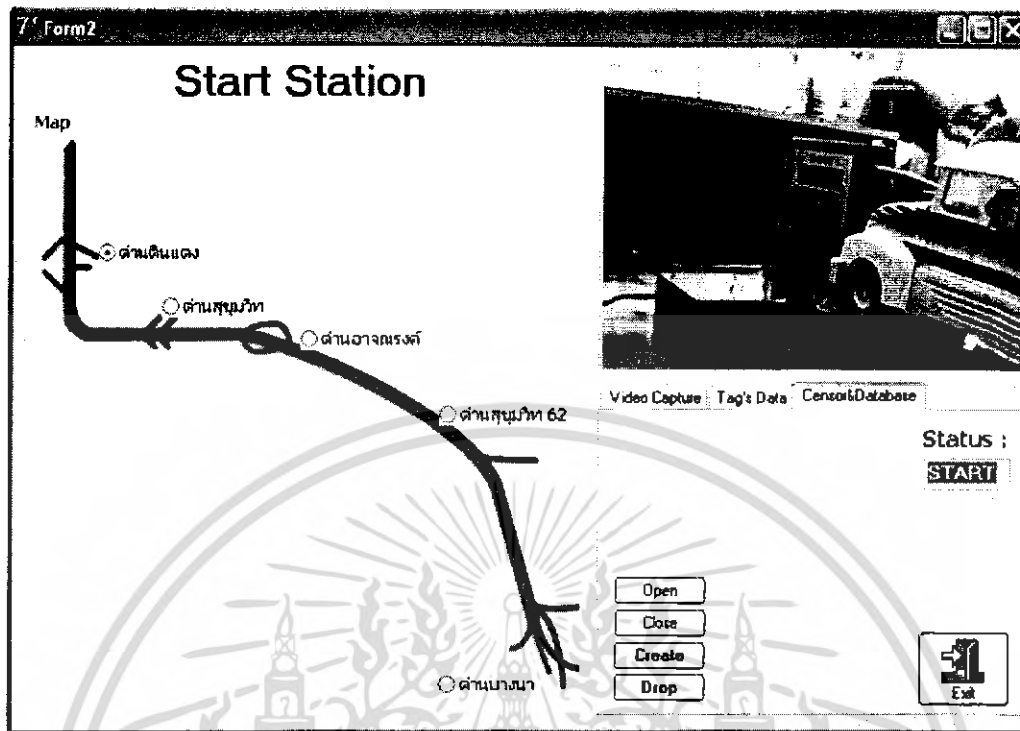 Form2
Start Station
Map
ด่านดินแดง
ด่านสุขุมวิท
ด่านอาจณรงค์
ด่านสุขุมวิท 62
ด่านบางนา
Video Capture
Tag's Data
Censor&Database
Status :
START
Open
Close
Create
Drop
Exit